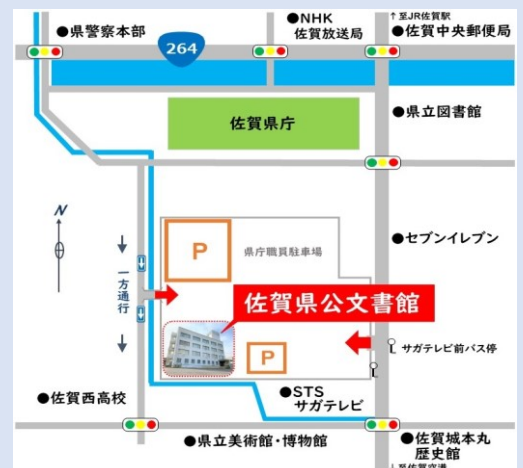 ↑至JR佐賀駅
●NHK
佐賀放送局
●県警察本部
●佐賀中央郵便局
264
●県立図書館
佐賀県庁
N
●セブンイレブン
P
県庁職員駐車場
一方通行
佐賀県公文書館
サガテレビ前バス停
P
●佐賀西高校
●STS
サガテレビ
●県立美術館・博物館
●佐賀城本丸
歴史館
↓至佐賀空港